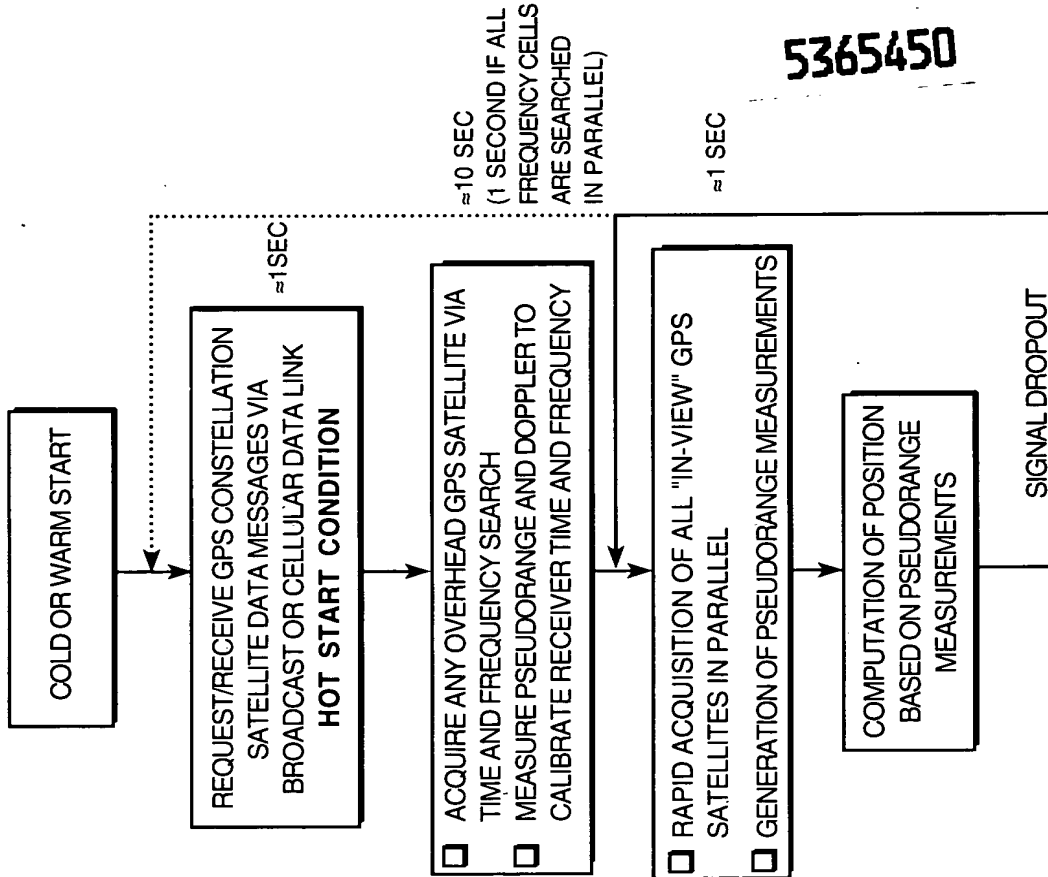 COLD OR WARM START
REQUEST/RECEIVE GPS CONSTELLATION
SATELLITE DATA MESSAGES VIA
BROADCAST OR CELLULAR DATA LINK
HOT START CONDITION
≈1SEC
ACQUIRE ANY OVERHEAD GPS SATELLITE VIA
TIME AND FREQUENCY SEARCH
MEASURE PSEUDORANGE AND DOPPLER TO
CALIBRATE RECEIVER TIME AND FREQUENCY
≈10 SEC
(1 SECOND IF ALL
FREQUENCY CELLS
ARE SEARCHED
IN PARALLEL)
RAPID ACQUISITION OF ALL "IN-VIEW" GPS
SATELLITES IN PARALLEL
GENERATION OF PSEUDORANGE MEASUREMENTS
≈1 SEC
COMPUTATION OF POSITION
BASED ON PSEUDORANGE
MEASUREMENTS
SIGNAL DROPOUT
5365450